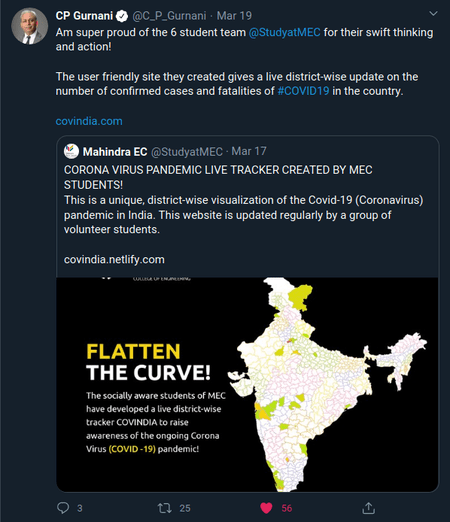 CP Gurnani @C_P_Gurnani · Mar 19
Am super proud of the 6 student team @StudyatMEC for their swift thinking
and action!
The user friendly site they created gives a live district-wise update on the
number of confirmed cases and fatalities of #COVID19 in the country.
covindia.com
Mahindra EC @StudyatMEC · Mar 17
CORONA VIRUS PANDEMIC LIVE TRACKER CREATED BY MEC
STUDENTS!
This is a unique, district-wise visualization of the Covid-19 (Coronavirus)
pandemic in India. This website is updated regularly by a group of
volunteer students.
covindia.netlify.com
COLLEGE OF ENGINEERING
FLATTEN
THE CURVE!
The socially aware students of MEC
have developed a live district-wise
tracker COVINDIA to raise
awareness of the ongoing Corona
Virus (COVID -19) pandemic!
3 25 56